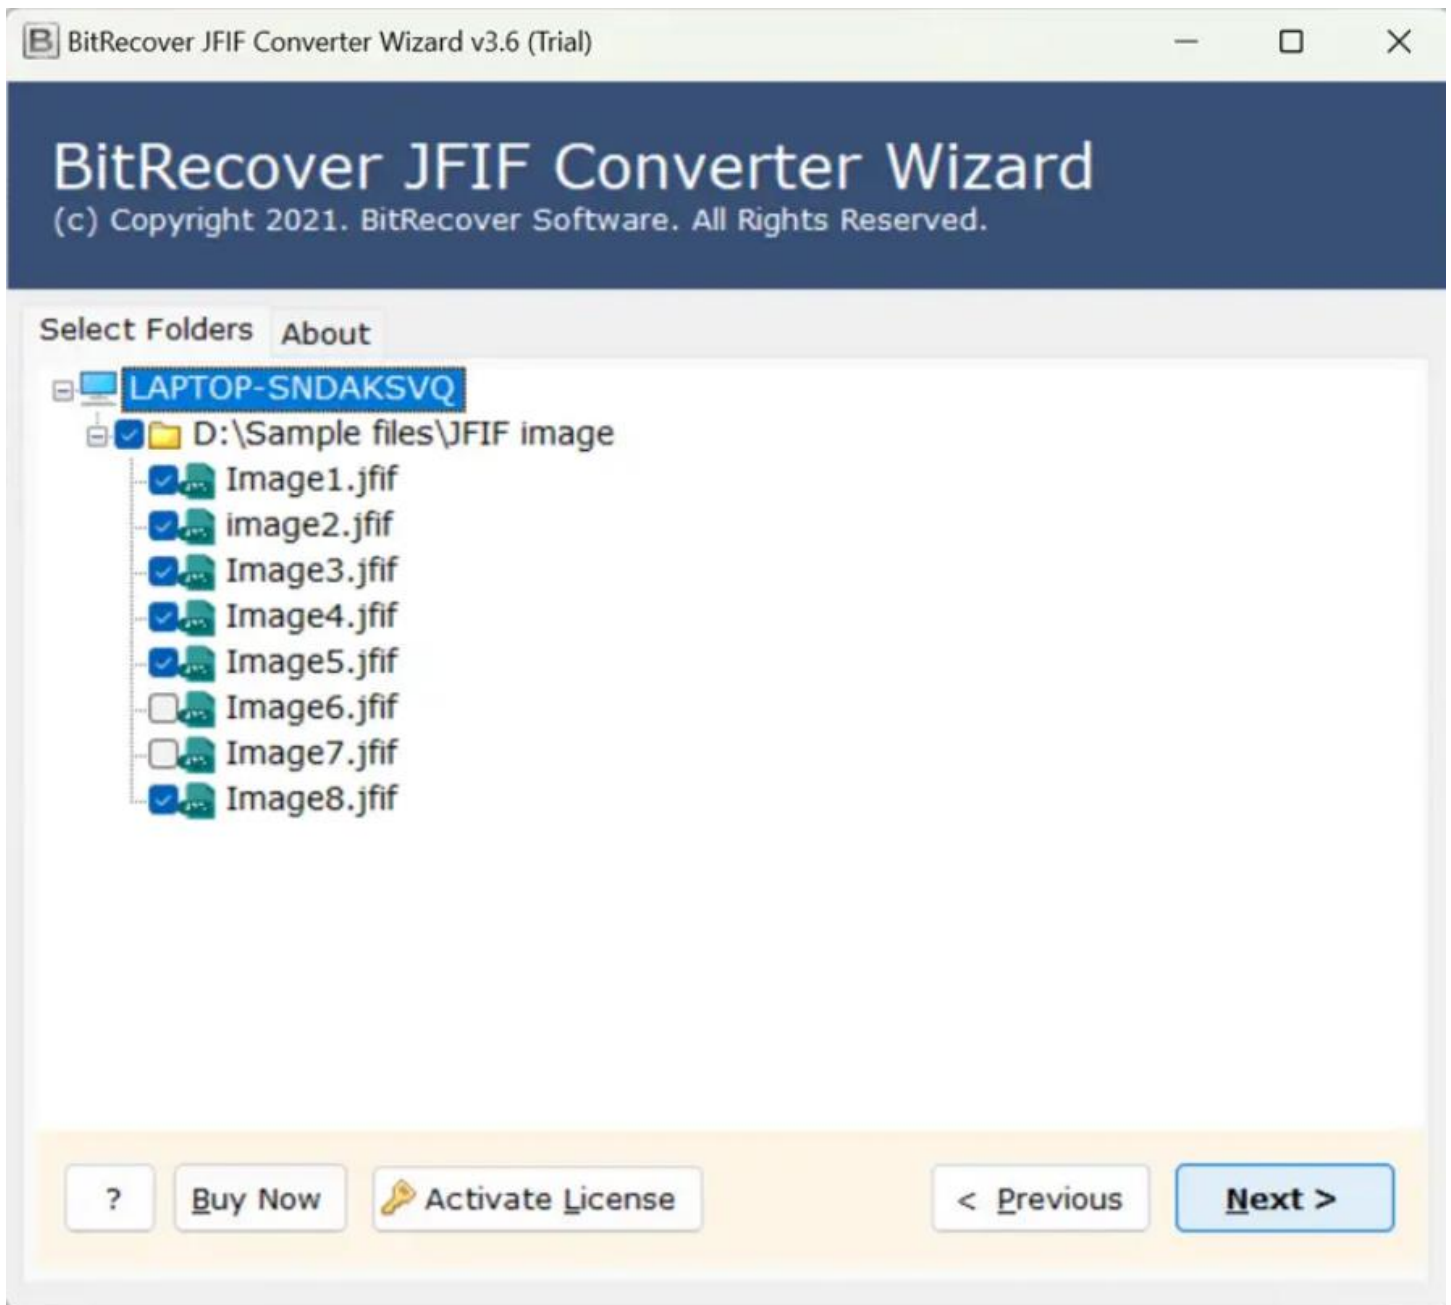 B BitRecover JFIF Converter Wizard v3.6 (Trial)
BitRecover JFIF Converter Wizard
(c) Copyright 2021. BitRecover Software. All Rights Reserved.
Select Folders About
LAPTOP-SNDAKSVQ
D:\Sample files\JFIF image
Image1.jfif
image2.jfif
Image3.jfif
Image4.jfif
Image5.jfif
Image6.jfif
Image7.jfif
Image8.jfif
? Buy Now Activate License < Previous Next >